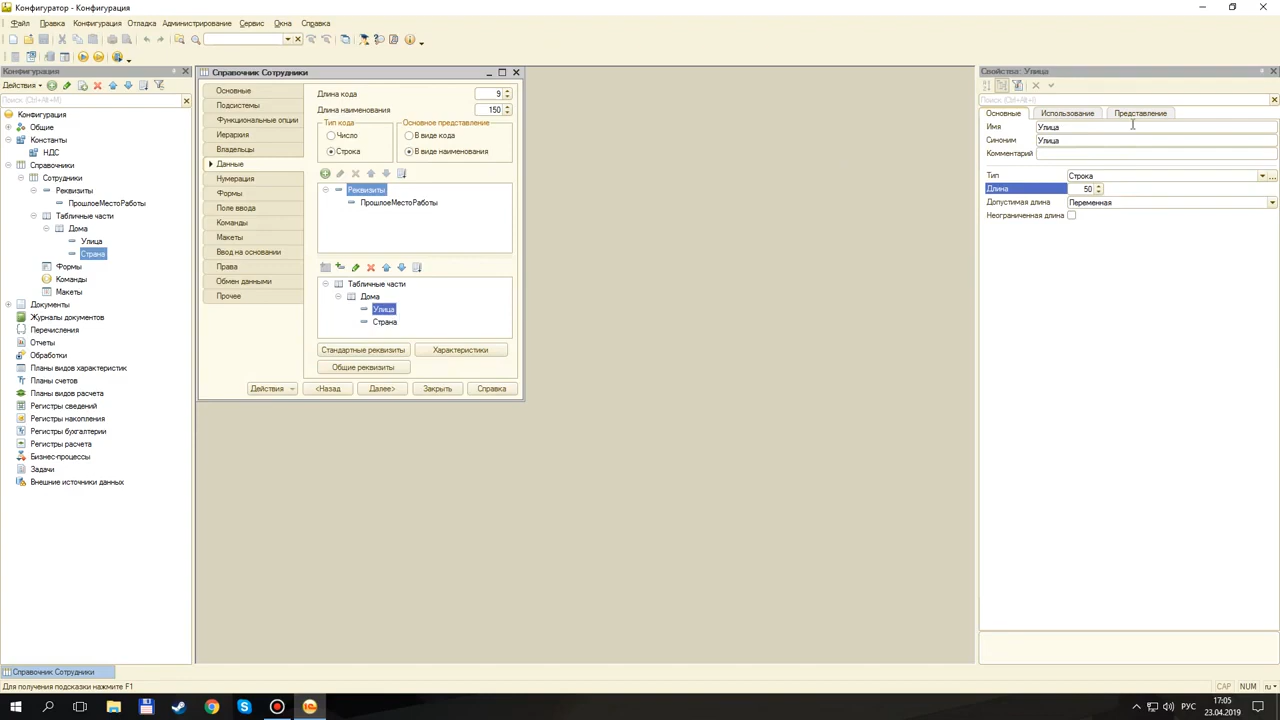 Конфигуратор - Конфигурация
Файл Правка Конфигурация Отладка Администрирование Сервис Окна Справка
Конфигурация
Действия
Поиск (Ctrl+Alt+M)
Конфигурация
Общие
Константы
НДС
Справочники
Сотрудники
Реквизиты
ПрошлоеМестоРаботы
Табличные части
Дома
Улица
Страна
Формы
Команды
Макеты
Документы
Журналы документов
Перечисления
Отчеты
Обработки
Планы видов характеристик
Планы счетов
Планы видов расчета
Регистры сведений
Регистры накопления
Регистры бухгалтерии
Регистры расчета
Бизнес-процессы
Задачи
Внешние источники данных
Справочник Сотрудники
Основные
Подсистемы
Функциональные опции
Иерархия
Владельцы
Данные
Нумерация
Формы
Поле ввода
Команды
Макеты
Ввод на основании
Права
Обмен данными
Прочее
Длина кода 9
Длина наименования 150
Тип кода Основное представление
Число В виде кода
Строка В виде наименования
Реквизиты
ПрошлоеМестоРаботы
Табличные части
Дома
Улица
Страна
Стандартные реквизиты Характеристики
Общие реквизиты
Действия <Назад Далее> Закрыть Справка
Свойства: Улица
Поиск (Ctrl+Alt+I)
Основные Использование Представление
Имя Улица
Синоним Улица
Комментарий
Тип Строка
Длина 50
Допустимая длина Переменная
Неограниченная длина
Справочник Сотрудники
Для получения подсказки нажмите F1
CAP NUM ru
РУС
17:05
23.04.2019